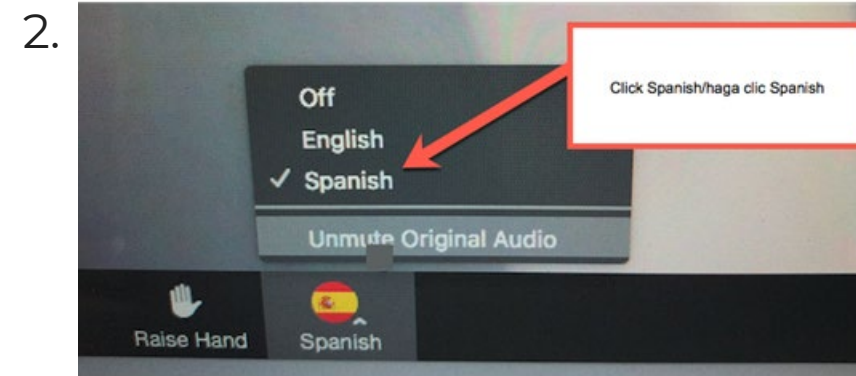 2.
Click Spanish/haga clic Spanish
Off
English
✓ Spanish
Unmute Original Audio
Raise Hand
Spanish